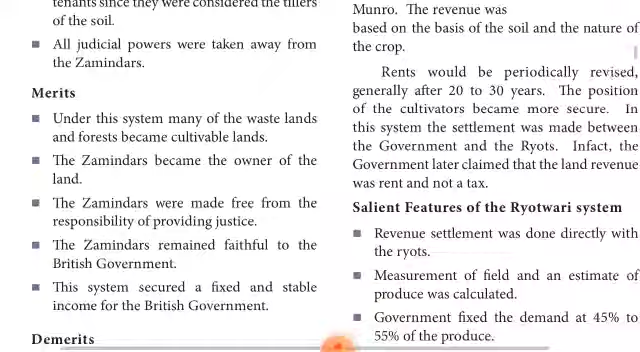 tenants since they were considered the tillers
of the soil.
■ All judicial powers were taken away from
the Zamindars.
Merits
■ Under this system many of the waste lands
and forests became cultivable lands.
■ The Zamindars became the owner of the
land.
■ The Zamindars were made free from the
responsibility of providing justice.
■ The Zamindars remained faithful to the
British Government.
■ This system secured a fixed and stable
income for the British Government.
Demerits
Munro. The revenue was
based on the basis of the soil and the nature of
the crop.
Rents would be periodically revised,
generally after 20 to 30 years. The position
of the cultivators became more secure. In
this system the settlement was made between
the Government and the Ryots. Infact, the
Government later claimed that the land revenue
was rent and not a tax.
Salient Features of the Ryotwari system
■ Revenue settlement was done directly with
the ryots.
■ Measurement of field and an estimate of
produce was calculated.
■ Government fixed the demand at 45% to
55% of the produce.